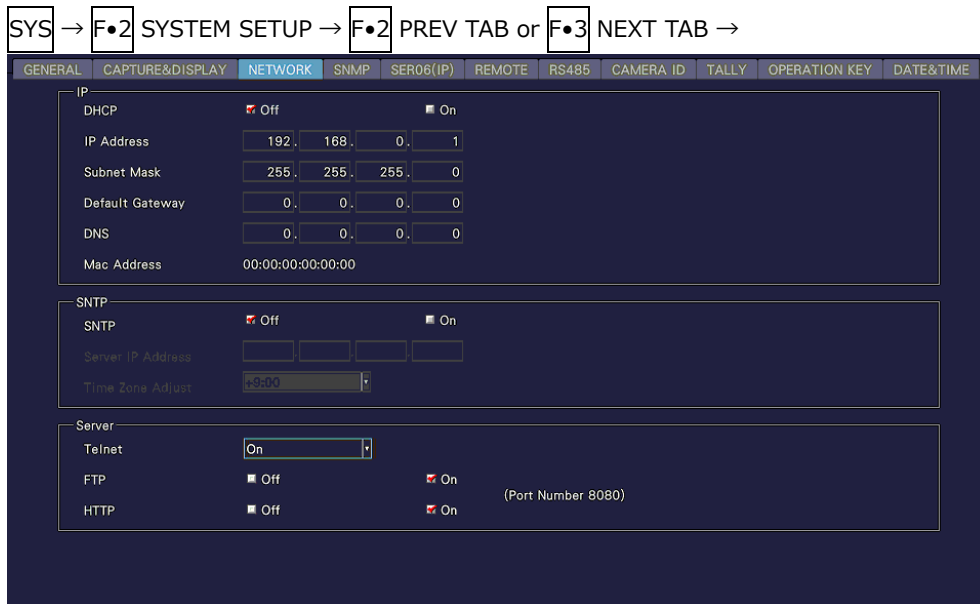 SYS → F•2 SYSTEM SETUP → F•2 PREV TAB or F•3 NEXT TAB →
GENERAL CAPTURE&DISPLAY NETWORK SNMP SER06(IP) REMOTE RS485 CAMERA ID TALLY OPERATION KEY DATE&TIME
IP
DHCP Off On
IP Address 192. 168. 0. 1
Subnet Mask 255. 255. 255. 0
Default Gateway 0. 0. 0. 0
DNS 0. 0. 0. 0
Mac Address 00:00:00:00:00:00
SNTP
SNTP Off On
Server IP Address . . .
Time Zone Adjust +9:00
Server
Telnet On
FTP Off On
(Port Number 8080)
HTTP Off On